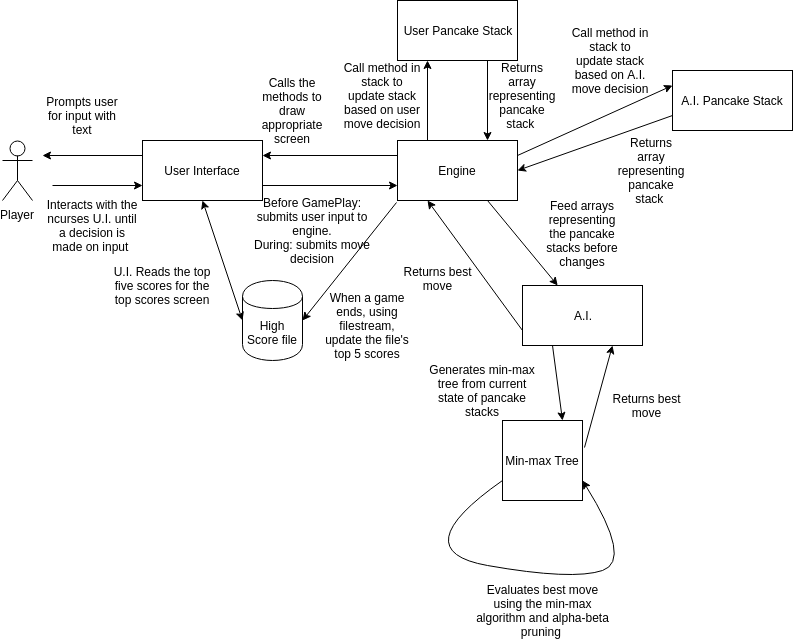 User Pancake Stack
Call method in
stack to
update stack
based on A.I.
move decision
Call method in
stack to
update stack
based on user
move decision
Returns
array
representing
pancake
stack
A.I. Pancake Stack
Calls the
methods to
draw
appropriate
screen
Prompts user
for input with
text
Player
User Interface
Engine
Returns
array
representing
pancake
stack
Interacts with the
ncurses U.I. until
a decision is
made on input
Before GamePlay:
submits user input to
engine.
During: submits move
decision
Feed arrays
representing
the pancake
stacks before
changes
U.I. Reads the top
five scores for the
top scores screen
Returns best
move
High
Score file
When a game
ends, using
filestream,
update the file's
top 5 scores
A.I.
Generates min-max
tree from current
state of pancake
stacks
Returns best
move
Min-max Tree
Evaluates best move
using the min-max
algorithm and alpha-beta
pruning